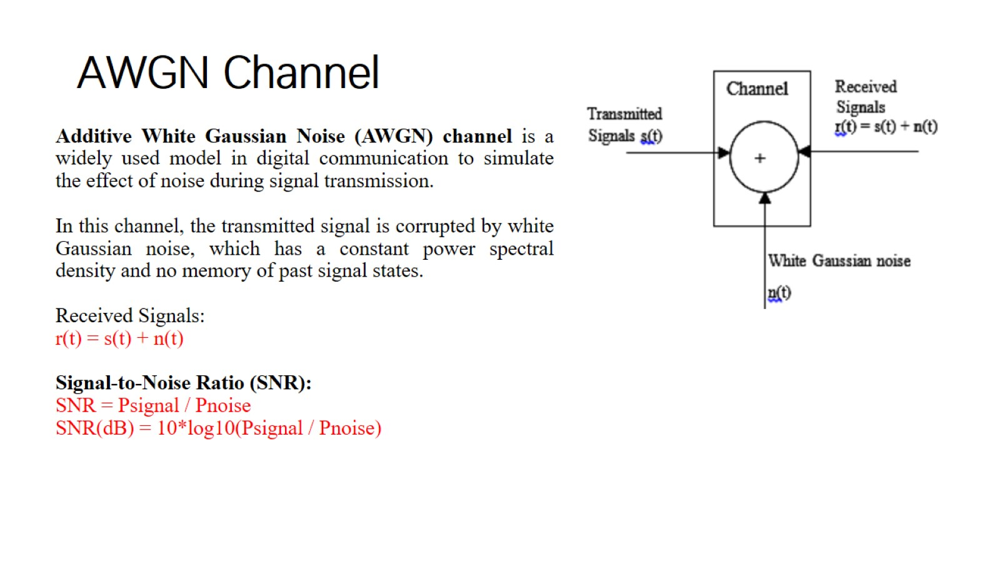 AWGN Channel
Additive White Gaussian Noise (AWGN) channel is a
widely used model in digital communication to simulate
the effect of noise during signal transmission.
In this channel, the transmitted signal is corrupted by white
Gaussian noise, which has a constant power spectral
density and no memory of past signal states.
Received Signals:
r(t) = s(t) + n(t)
Signal-to-Noise Ratio (SNR):
SNR = Psignal / Pnoise
SNR(dB) = 10*log10(Psignal / Pnoise)
Transmitted
Signals s(t)
Channel
+
Received
Signals
r(t) = s(t) + n(t)
White Gaussian noise
n(t)